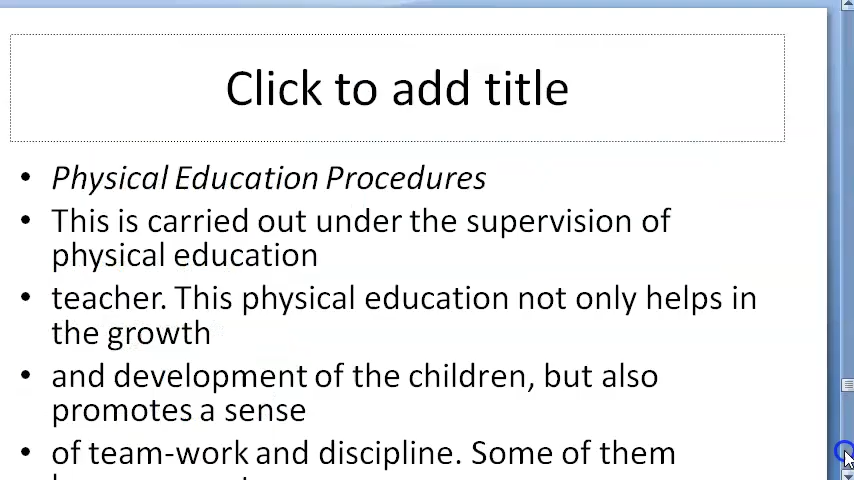 Click to add title
• Physical Education Procedures
• This is carried out under the supervision of
physical education
• teacher. This physical education not only helps in
the growth
• and development of the children, but also
promotes a sense
• of team-work and discipline. Some of them